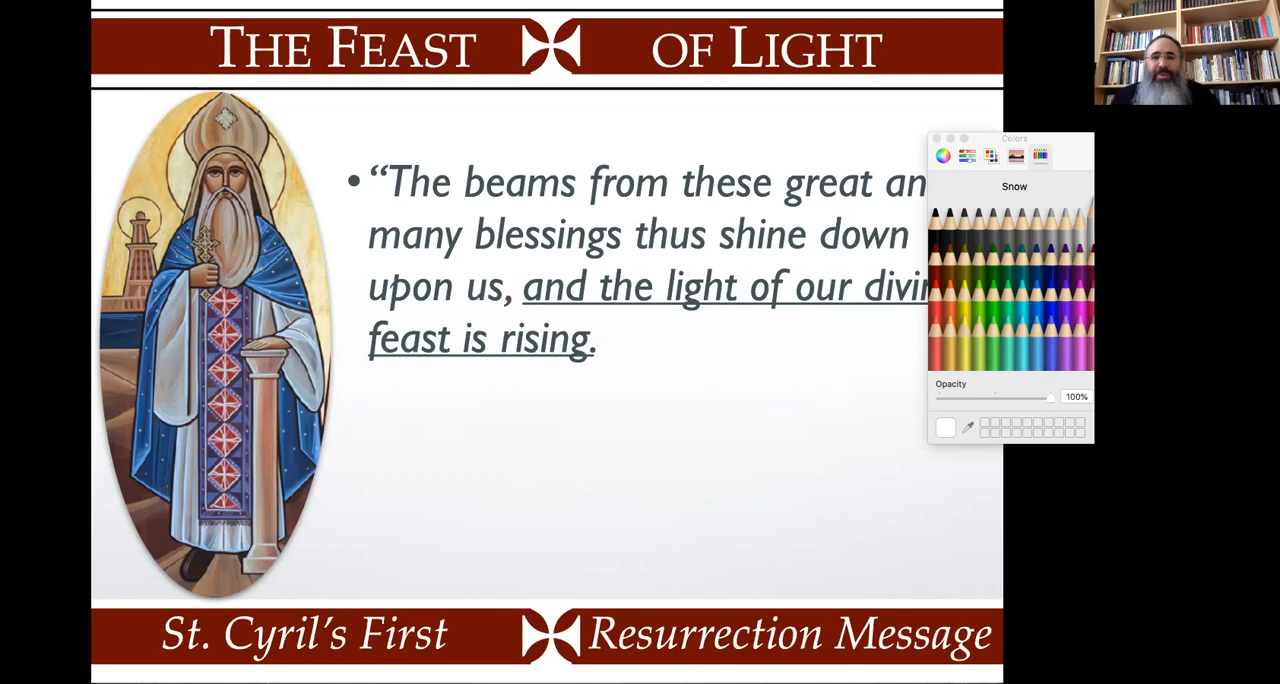 THE FEAST OF LIGHT
• “The beams from these great an
many blessings thus shine down
upon us, and the light of our divi
feast is rising.
Colors
Snow
Opacity
100%
St. Cyril's First Resurrection Message